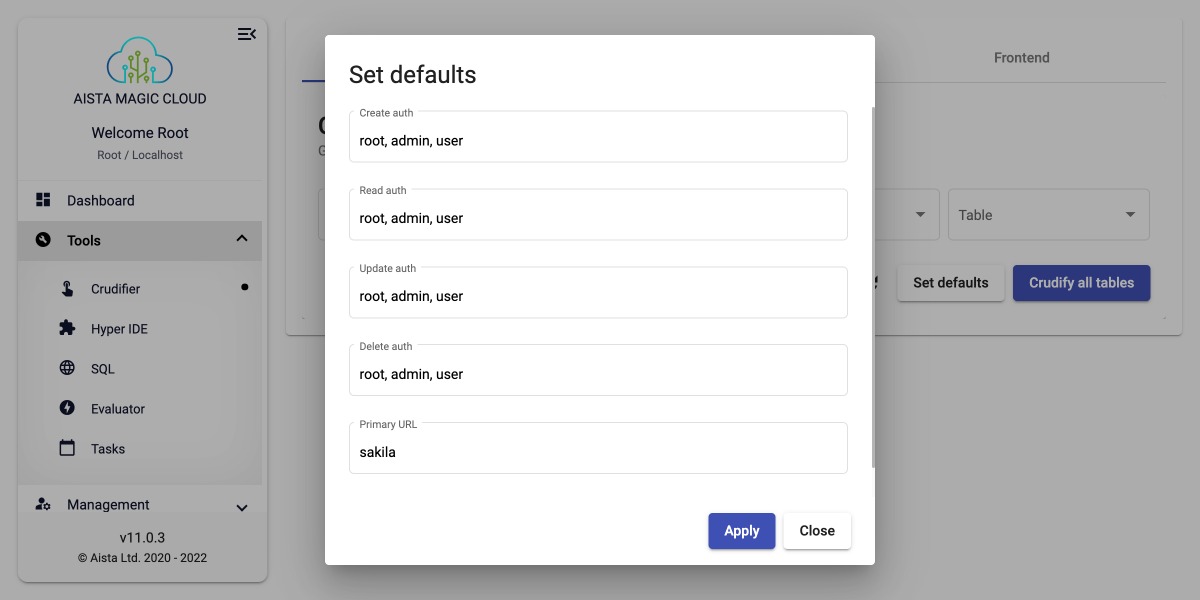 AISTA MAGIC CLOUD
Welcome Root
Root / Localhost
Dashboard
Tools
Crudifier
Hyper IDE
SQL
Evaluator
Tasks
Management
v11.0.3
© Aista Ltd. 2020 - 2022
Set defaults
Create auth
root, admin, user
Read auth
root, admin, user
Update auth
root, admin, user
Delete auth
root, admin, user
Primary URL
sakila
Apply
Close
Frontend
Table
Set defaults
Crudify all tables